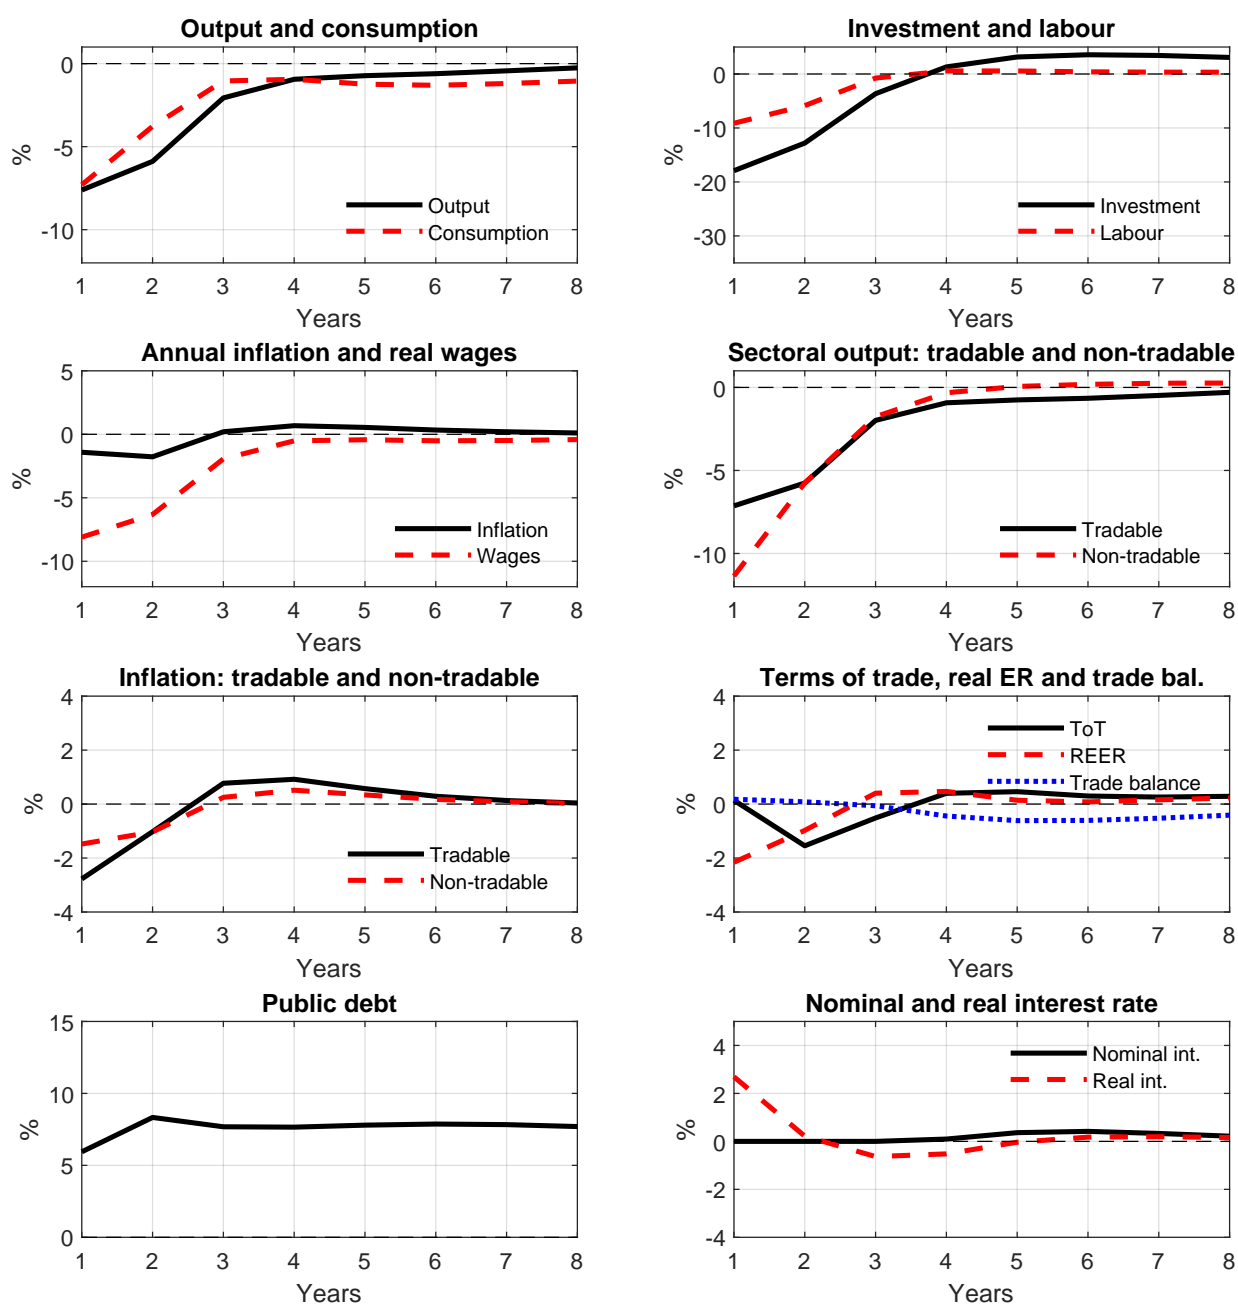 Output and consumption
0
-5
-10
%
Output
Consumption
1 2 3 4 5 6 7 8
Years
Investment and labour
0
-10
-20
-30
%
Investment
Labour
1 2 3 4 5 6 7 8
Years
Annual inflation and real wages
5
0
-5
-10
%
Inflation
Wages
1 2 3 4 5 6 7 8
Years
Sectoral output: tradable and non-tradable
0
-5
-10
%
Tradable
Non-tradable
1 2 3 4 5 6 7 8
Years
Inflation: tradable and non-tradable
4
2
0
-2
-4
%
Tradable
Non-tradable
1 2 3 4 5 6 7 8
Years
Terms of trade, real ER and trade bal.
4
2
0
-2
-4
%
ToT
REER
Trade balance
1 2 3 4 5 6 7 8
Years
Public debt
15
10
5
0
%
1 2 3 4 5 6 7 8
Years
Nominal and real interest rate
4
2
0
-2
-4
%
Nominal int.
Real int.
1 2 3 4 5 6 7 8
Years